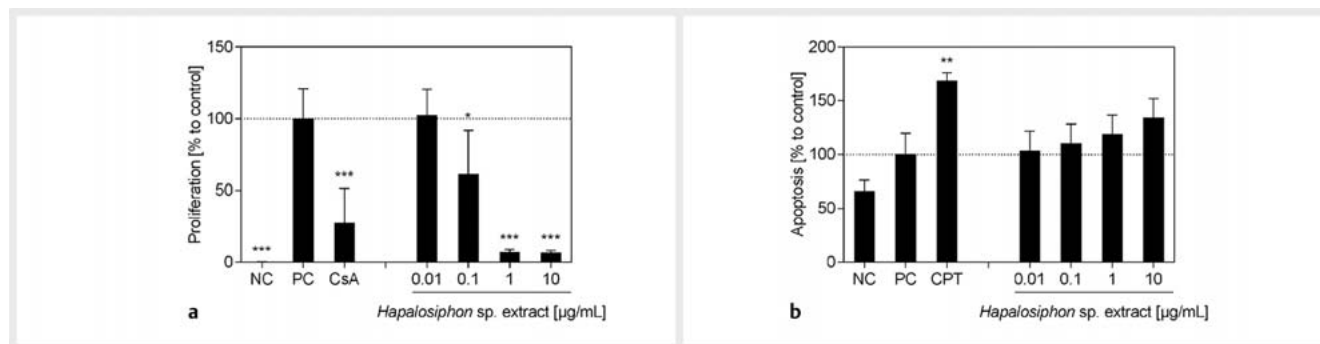 150
100
50
0
Proliferation [% to control]
***
***
*
***
***
NC PC CsA 0.01 0.1 1 10
Hapalosiphon sp. extract [µg/mL]
a
200
150
100
50
0
Apoptosis [% to control]
**
NC PC CPT 0.01 0.1 1 10
Hapalosiphon sp. extract [µg/mL]
b